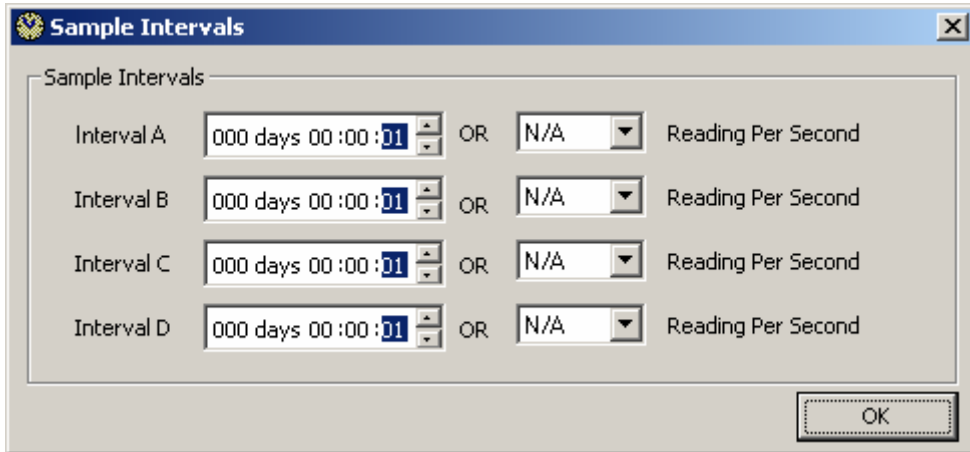 Sample Intervals
Sample Intervals
Interval A 000 days 00:00:01 OR N/A Reading Per Second
Interval B 000 days 00:00:01 OR N/A Reading Per Second
Interval C 000 days 00:00:01 OR N/A Reading Per Second
Interval D 000 days 00:00:01 OR N/A Reading Per Second
OK